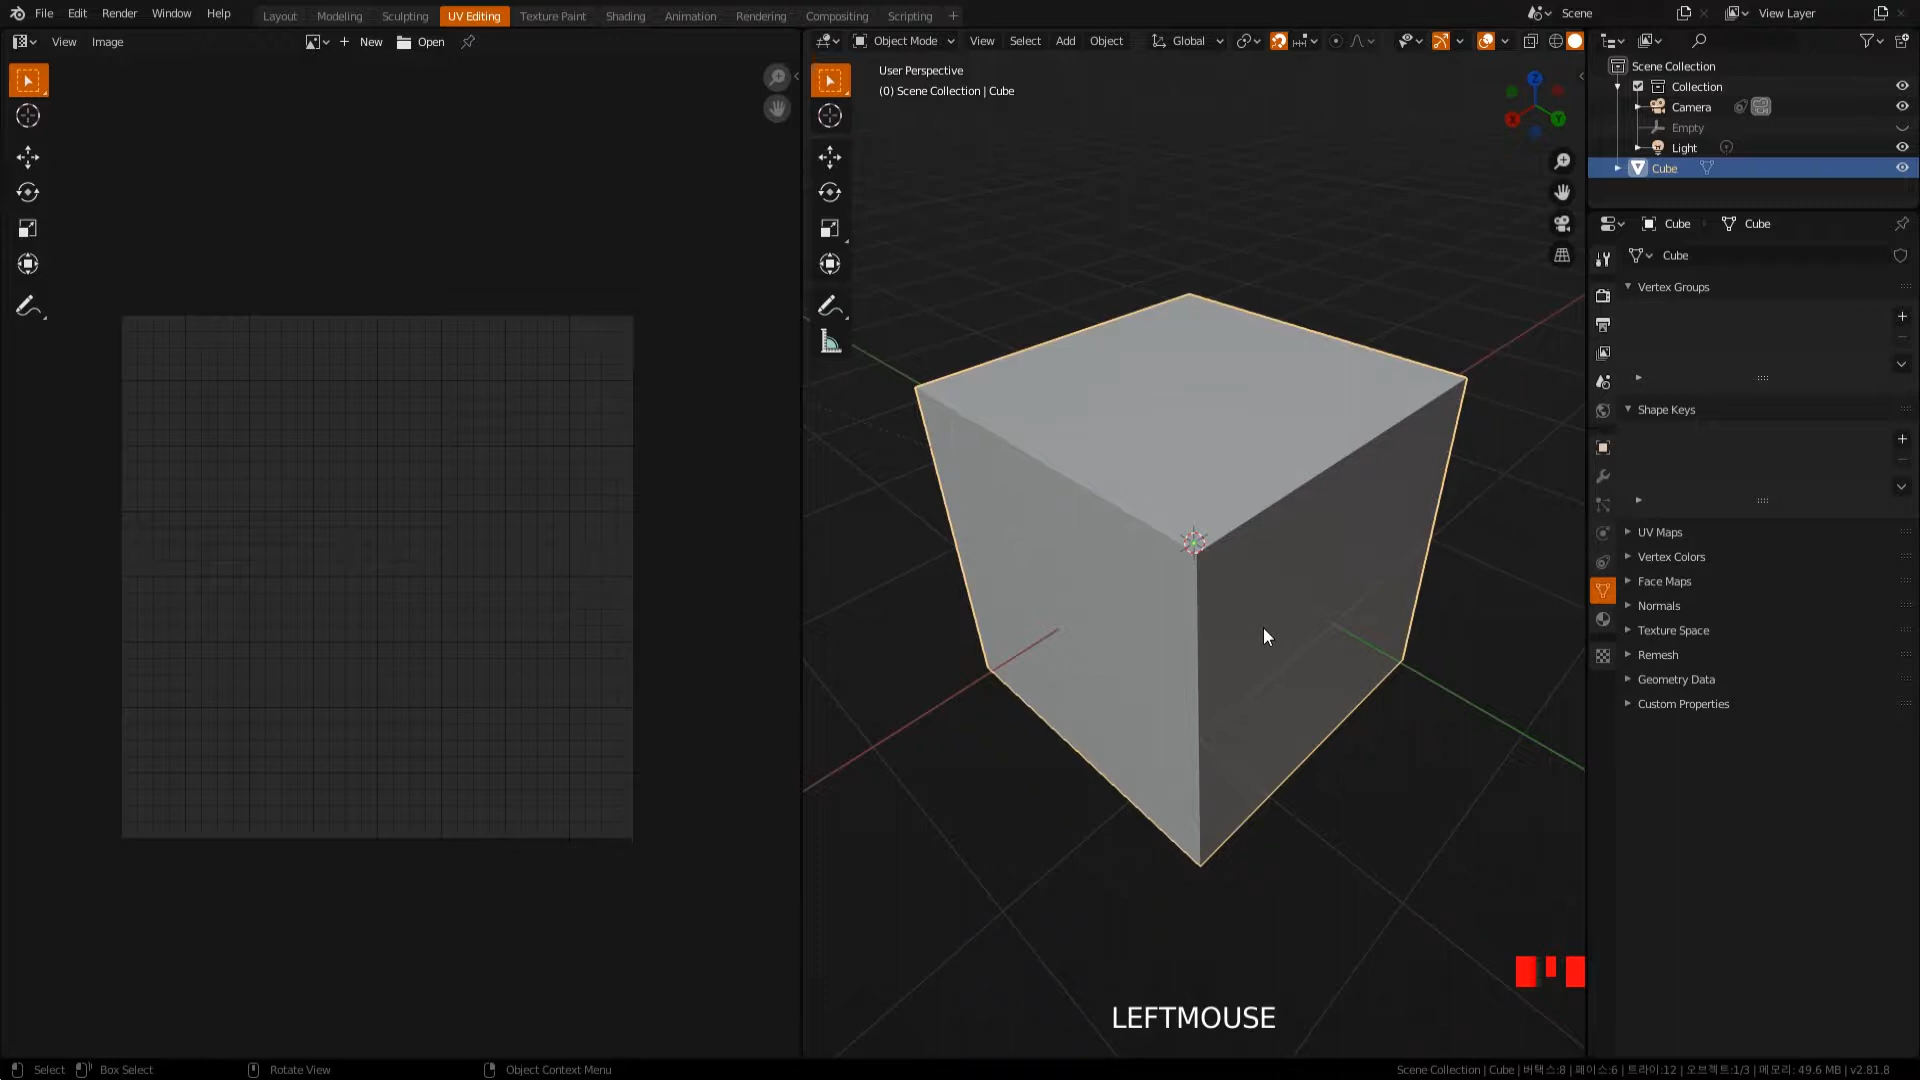 File Edit Render Window Help Layout Modeling Sculpting UV Editing Texture Paint Shading Animation Rendering Compositing Scripting + Scene View Layer
View Image New Open Object Mode View Select Add Object Global
User Perspective
(0) Scene Collection | Cube
Z
X
Y
Scene Collection
Collection
Camera
Empty
Light
Cube
Cube Cube
Cube
Vertex Groups
Shape Keys
UV Maps
Vertex Colors
Face Maps
Normals
Texture Space
Remesh
Geometry Data
Custom Properties
LEFTMOUSE
Select Box Select Rotate View Object Context Menu Scene Collection | Cube | 버텍스:8 | 페이스:6 | 트라이:12 | 오브젝트:1/3 | 메모리: 49.6 MB | v2.81.8